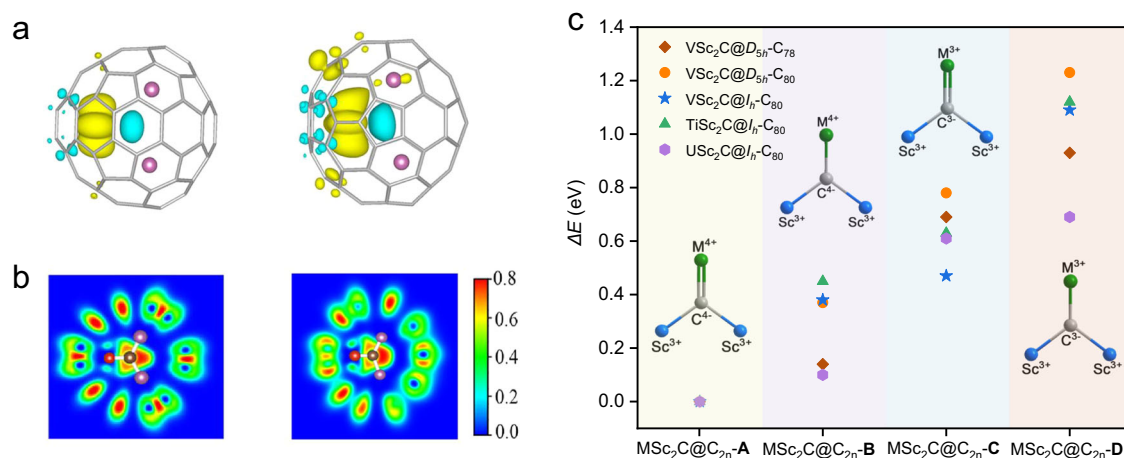 a
b
0.8
0.6
0.4
0.2
0.0
c
ΔE (eV)
1.4
1.2
1.0
0.8
0.6
0.4
0.2
0.0
VSc₂C@D₅ₕ-C₇₈
VSc₂C@D₅ₕ-C₈₀
VSc₂C@Iₕ-C₈₀
TiSc₂C@Iₕ-C₈₀
USc₂C@Iₕ-C₈₀
M⁴⁺
C⁴⁻
Sc³⁺ Sc³⁺
M⁴⁺
C⁴⁻
Sc³⁺ Sc³⁺
M³⁺
C³⁻
Sc³⁺ Sc³⁺
M³⁺
C³⁻
Sc³⁺ Sc³⁺
MSc₂C@C₂ₙ-A MSc₂C@C₂ₙ-B MSc₂C@C₂ₙ-C MSc₂C@C₂ₙ-D